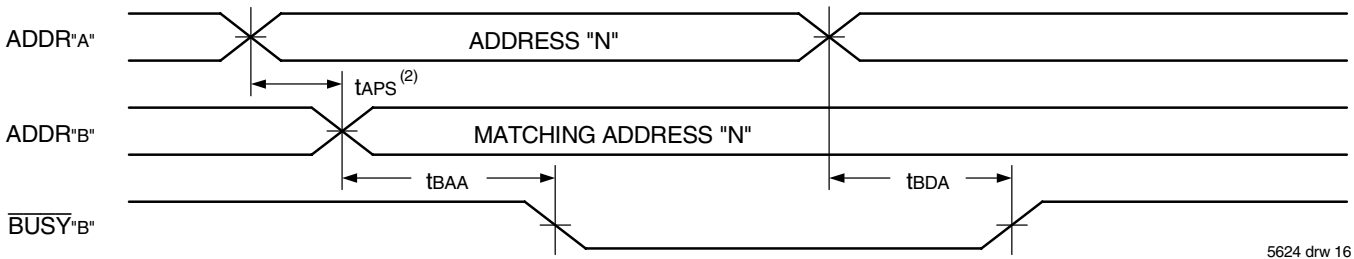 ADDR"A"
ADDRESS "N"
tAPS (2)
ADDR"B"
MATCHING ADDRESS "N"
tBAA
tBDA
BUSY"B"
5624 drw 16